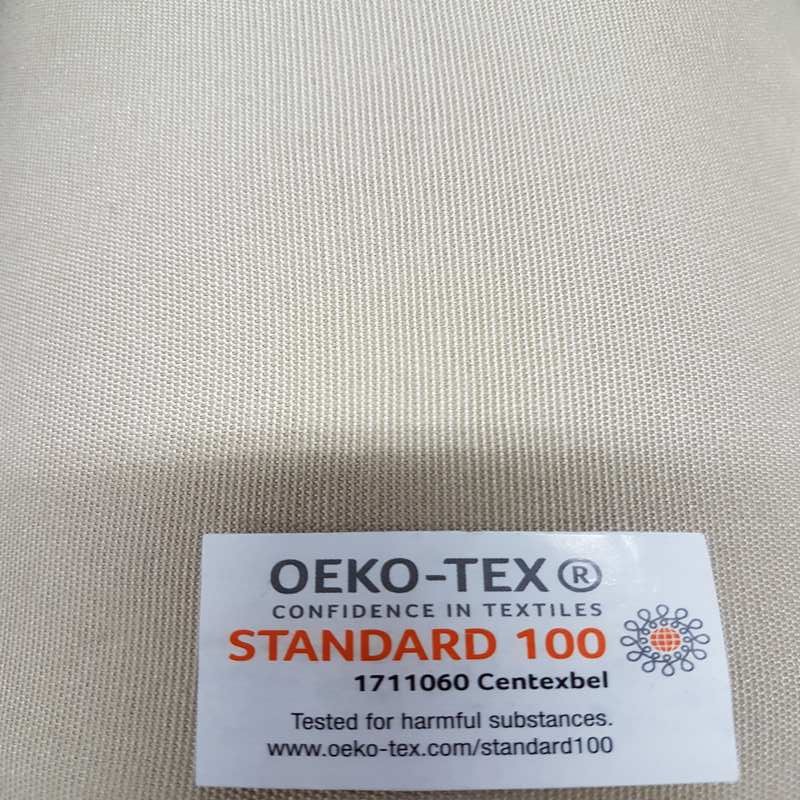 OEKO-TEX®
CONFIDENCE IN TEXTILES
STANDARD 100
1711060 Centexbel
Tested for harmful substances.
www.oeko-tex.com/standard100